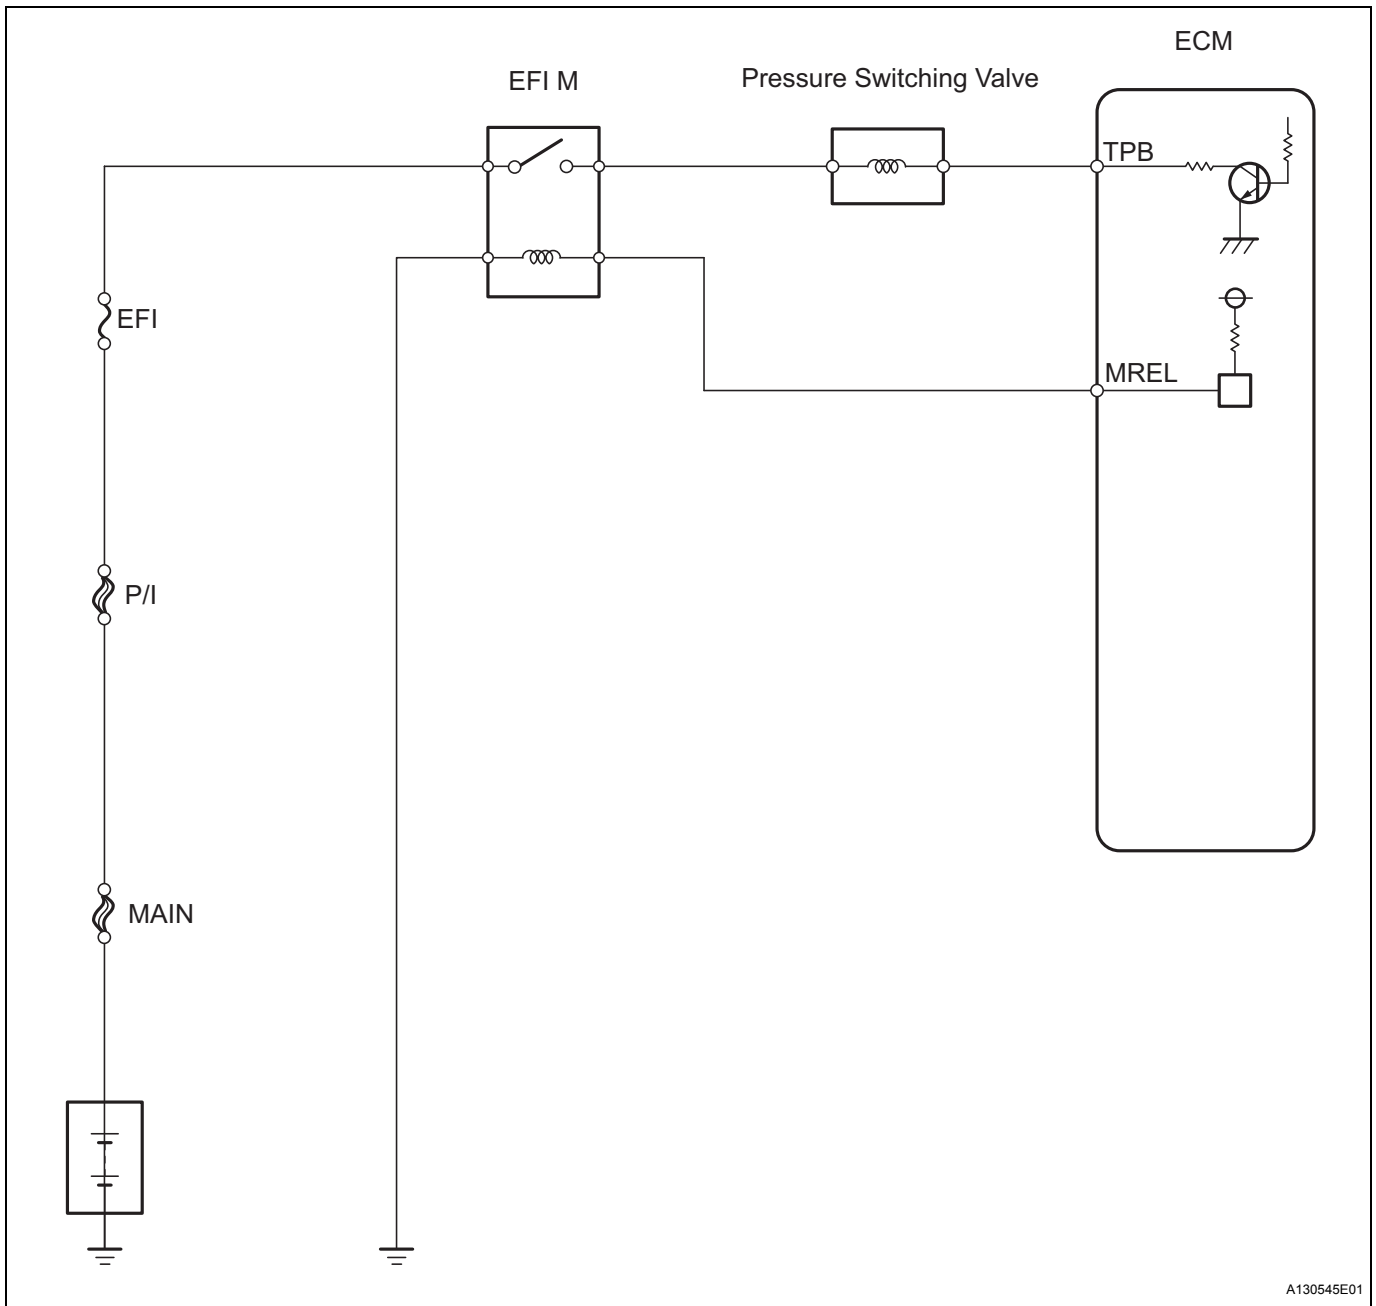 ECM
EFI M
Pressure Switching Valve
TPB
EFI
MREL
P/I
MAIN
A130545E01